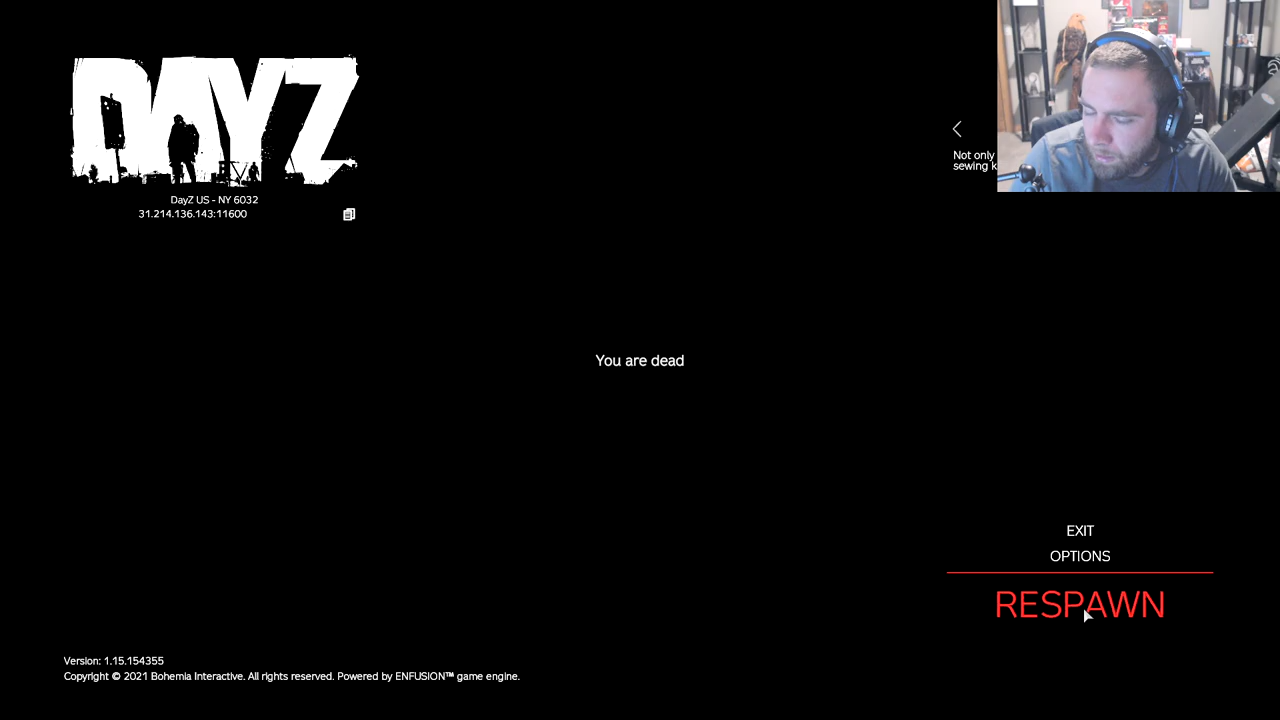 DAYZ
DayZ US - NY 6032
31.214.136.143:11600
Not only
sewing k
You are dead
EXIT
OPTIONS
RESPAWN
Version: 1.15.154355
Copyright © 2021 Bohemia Interactive. All rights reserved. Powered by ENFUSION™ game engine.